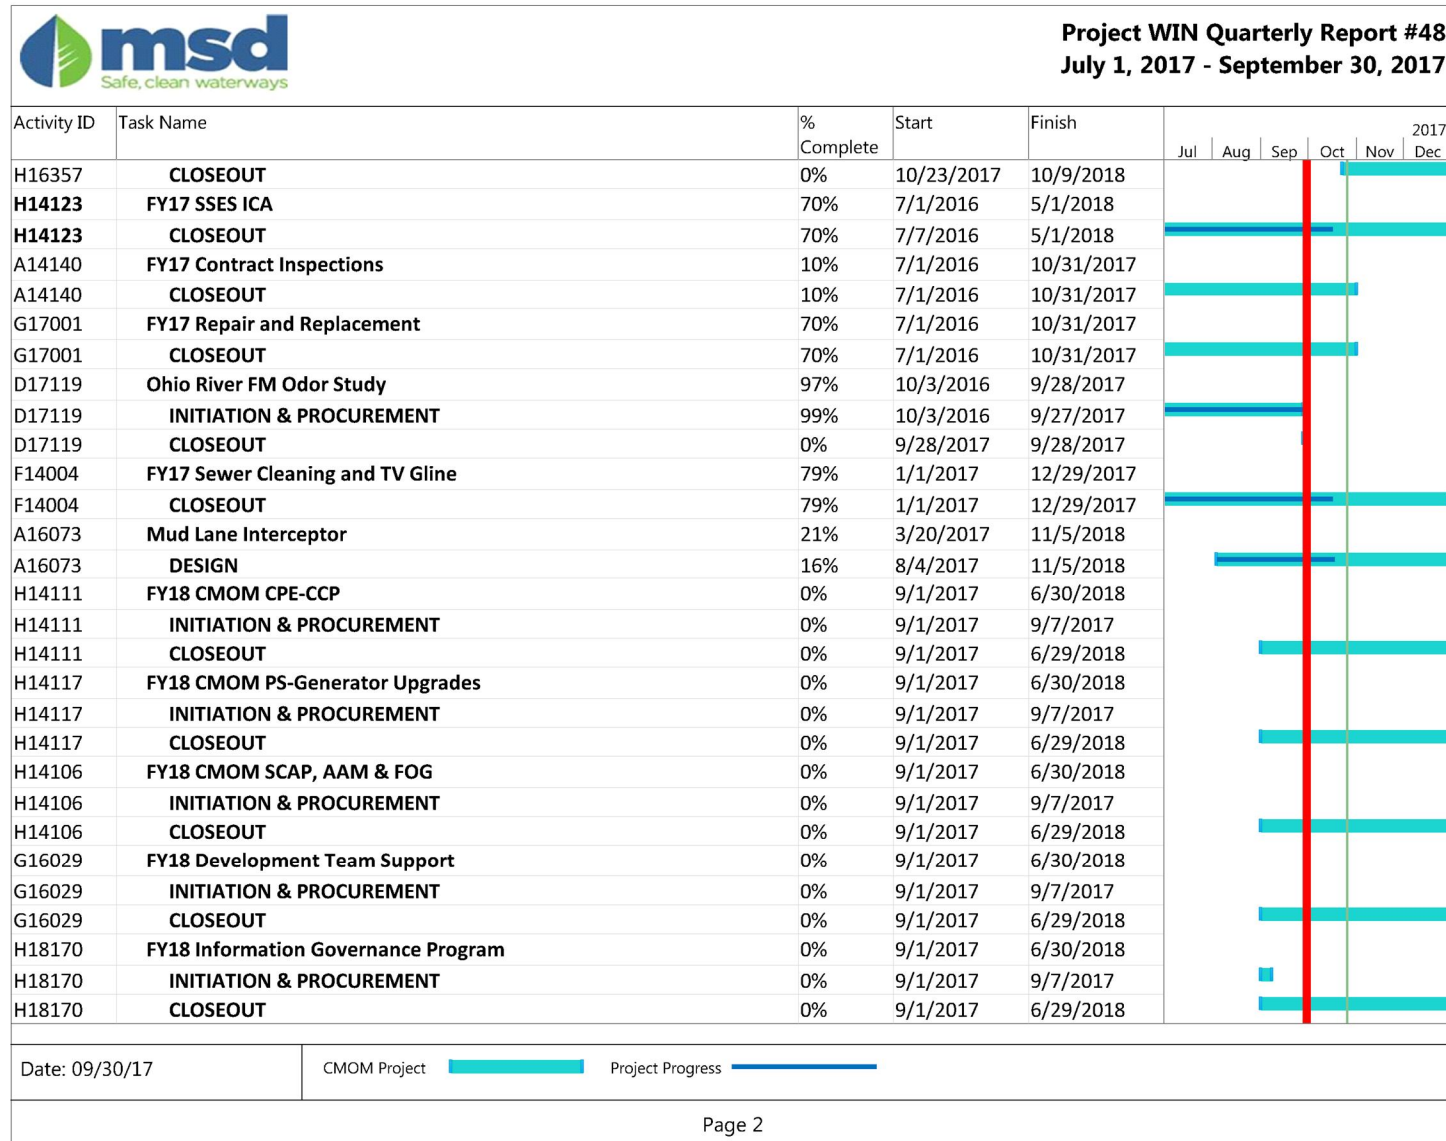 msd
Safe, clean waterways
Project WIN Quarterly Report #48
July 1, 2017 - September 30, 2017
Activity ID Task Name % Complete Start Finish 2017
Jul Aug Sep Oct Nov Dec
H16357 CLOSEOUT 0% 10/23/2017 10/9/2018
H14123 FY17 SSES ICA 70% 7/1/2016 5/1/2018
H14123 CLOSEOUT 70% 7/7/2016 5/1/2018
A14140 FY17 Contract Inspections 10% 7/1/2016 10/31/2017
A14140 CLOSEOUT 10% 7/1/2016 10/31/2017
G17001 FY17 Repair and Replacement 70% 7/1/2016 10/31/2017
G17001 CLOSEOUT 70% 7/1/2016 10/31/2017
D17119 Ohio River FM Odor Study 97% 10/3/2016 9/28/2017
D17119 INITIATION & PROCUREMENT 99% 10/3/2016 9/27/2017
D17119 CLOSEOUT 0% 9/28/2017 9/28/2017
F14004 FY17 Sewer Cleaning and TV Gline 79% 1/1/2017 12/29/2017
F14004 CLOSEOUT 79% 1/1/2017 12/29/2017
A16073 Mud Lane Interceptor 21% 3/20/2017 11/5/2018
A16073 DESIGN 16% 8/4/2017 11/5/2018
H14111 FY18 CMOM CPE-CCP 0% 9/1/2017 6/30/2018
H14111 INITIATION & PROCUREMENT 0% 9/1/2017 9/7/2017
H14111 CLOSEOUT 0% 9/1/2017 6/29/2018
H14117 FY18 CMOM PS-Generator Upgrades 0% 9/1/2017 6/30/2018
H14117 INITIATION & PROCUREMENT 0% 9/1/2017 9/7/2017
H14117 CLOSEOUT 0% 9/1/2017 6/29/2018
H14106 FY18 CMOM SCAP, AAM & FOG 0% 9/1/2017 6/30/2018
H14106 INITIATION & PROCUREMENT 0% 9/1/2017 9/7/2017
H14106 CLOSEOUT 0% 9/1/2017 6/29/2018
G16029 FY18 Development Team Support 0% 9/1/2017 6/30/2018
G16029 INITIATION & PROCUREMENT 0% 9/1/2017 9/7/2017
G16029 CLOSEOUT 0% 9/1/2017 6/29/2018
H18170 FY18 Information Governance Program 0% 9/1/2017 6/30/2018
H18170 INITIATION & PROCUREMENT 0% 9/1/2017 9/7/2017
H18170 CLOSEOUT 0% 9/1/2017 6/29/2018
Date: 09/30/17 CMOM Project Project Progress
Page 2